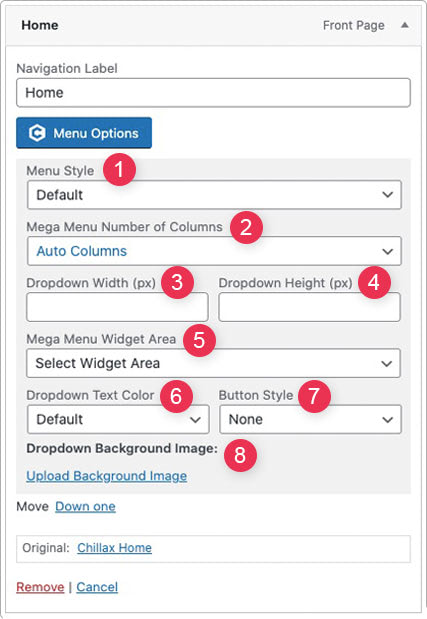 Home Front Page
Navigation Label
Home
Menu Options
Menu Style 1
Default
Mega Menu Number of Columns 2
Auto Columns
Dropdown Width (px) 3 Dropdown Height (px) 4
Mega Menu Widget Area 5
Select Widget Area
Dropdown Text Color 6 Button Style 7
Default None
Dropdown Background Image: 8
Upload Background Image
Move Down one
Original: Chillax Home
Remove | Cancel